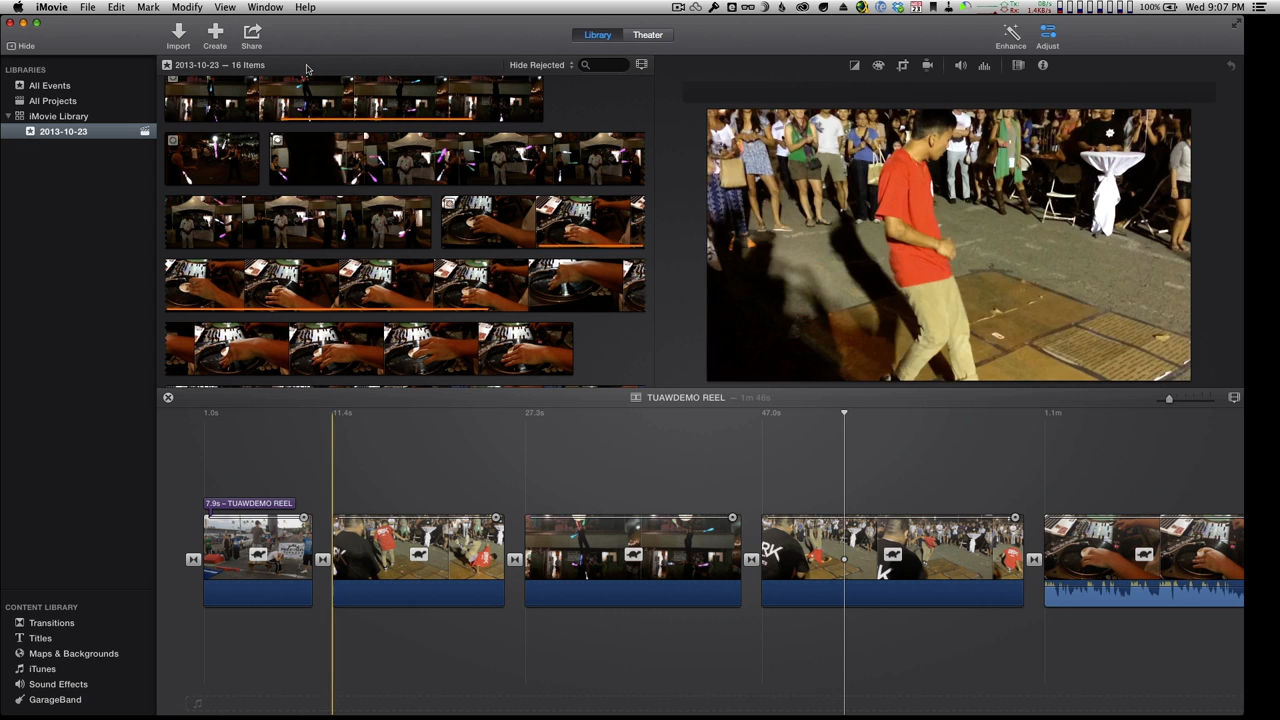 iMovie File Edit Mark Modify View Window Help
100% Wed 9:07 PM
Hide
Import Create Share
Library Theater
Enhance Adjust
LIBRARIES
All Events
All Projects
iMovie Library
2013-10-23
2013-10-23 — 16 Items
Hide Rejected
TUAWDEMO REEL — 1m 46s
1.0s 11.4s 27.3s 47.0s 1.1m
7.9s – TUAWDEMO REEL
RK
K
CONTENT LIBRARY
Transitions
Titles
Maps & Backgrounds
iTunes
Sound Effects
GarageBand